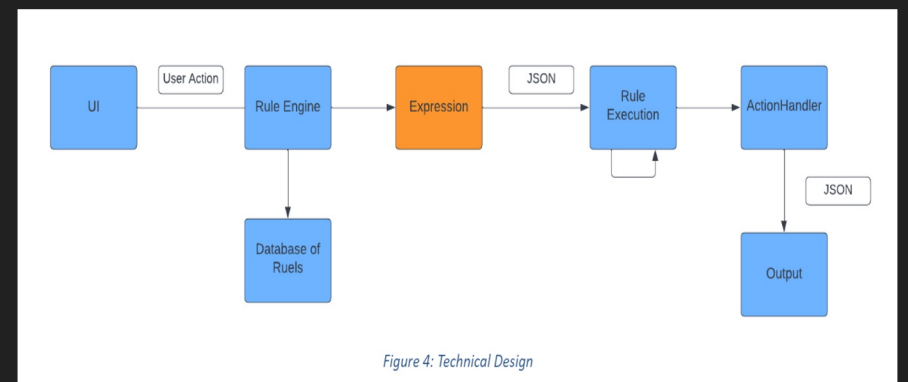 User Action
JSON
UI
Rule Engine
Expression
Rule
Execution
ActionHandler
JSON
Database of
Ruels
Output
Figure 4: Technical Design